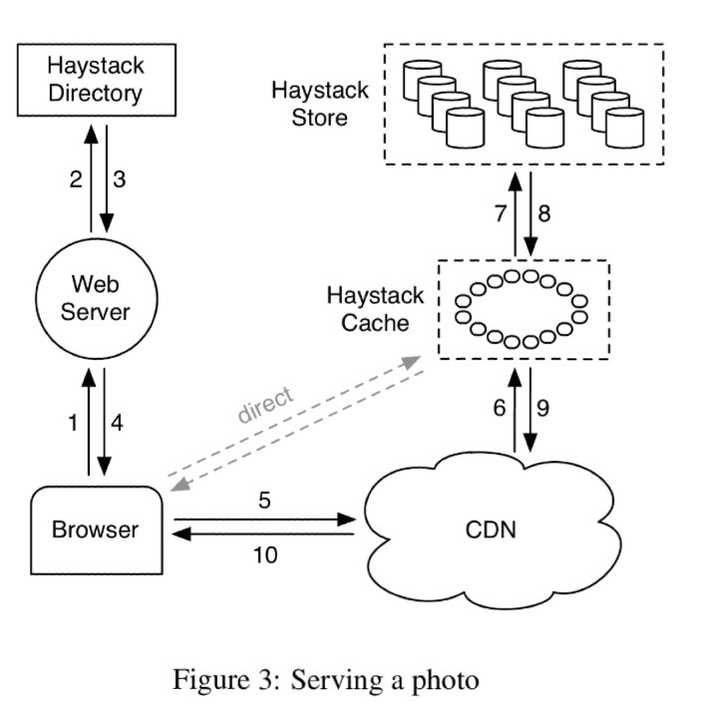 Haystack
Directory
Haystack
Store
2
3
7
8
Web
Server
Haystack
Cache
direct
1
4
6
9
Browser
5
10
CDN
Figure 3: Serving a photo